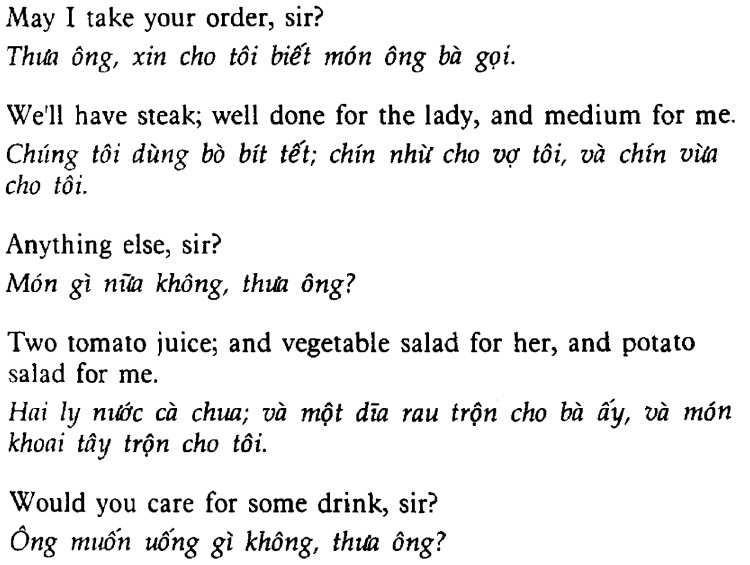 May I take your order, sir?
Thưa ông, xin cho tôi biết món ông bà gọi.
We'll have steak; well done for the lady, and medium for me.
Chúng tôi dùng bò bít tết; chín nhừ cho vợ tôi, và chín vừa
cho tôi.
Anything else, sir?
Món gì nữa không, thưa ông?
Two tomato juice; and vegetable salad for her, and potato
salad for me.
Hai ly nước cà chua; và một dĩa rau trộn cho bà ấy, và món
khoai tây trộn cho tôi.
Would you care for some drink, sir?
Ông muốn uống gì không, thưa ông?